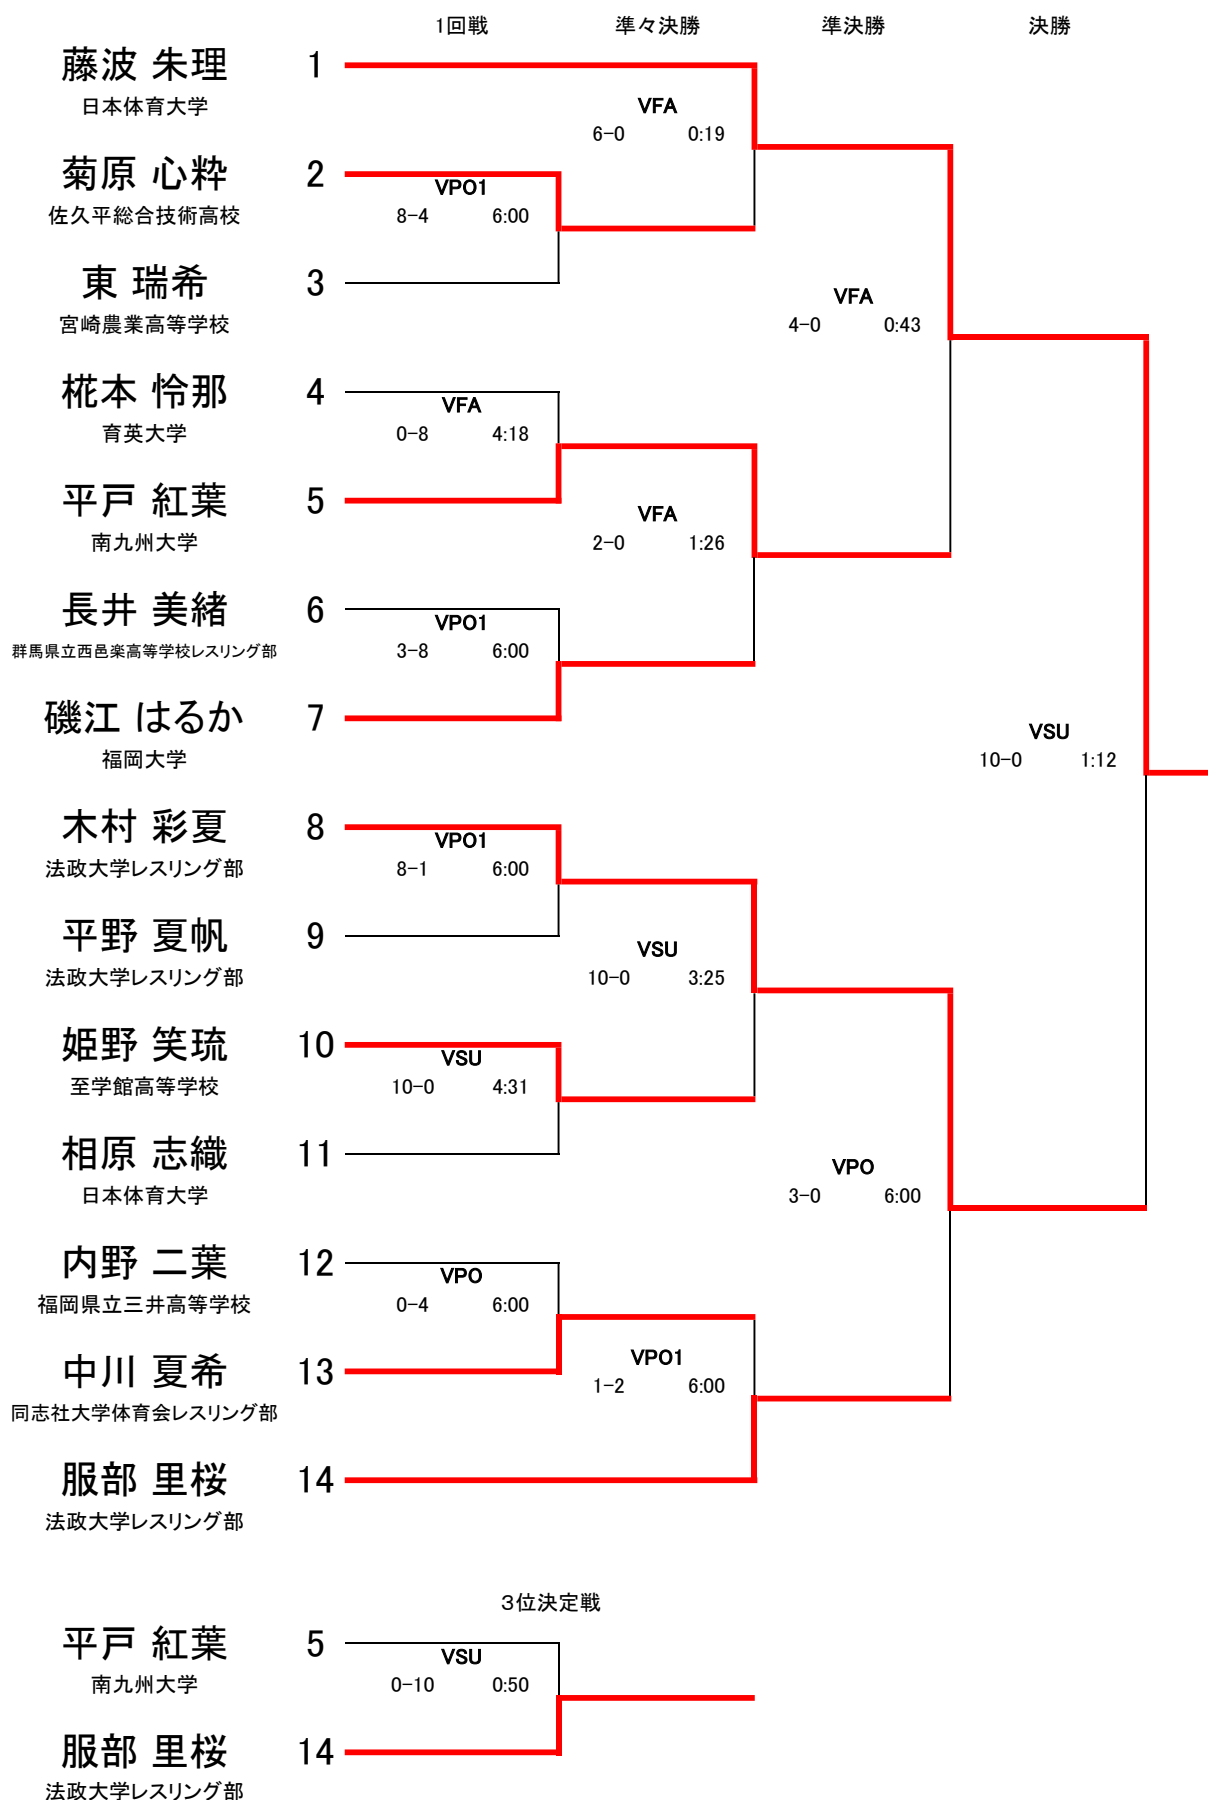 1回戦 準々決勝 準決勝 決勝
藤波 朱理 1
日本体育大学
VFA
6-0 0:19
菊原 心粋 2
佐久平総合技術高校
VPO1
8-4 6:00
東 瑞希 3
宮崎農業高等学校
VFA
4-0 0:43
椛本 怜那 4
育英大学
VFA
0-8 4:18
平戸 紅葉 5
南九州大学
VFA
2-0 1:26
長井 美緒 6
群馬県立西邑楽高等学校レスリング部
VPO1
3-8 6:00
磯江 はるか 7
福岡大学
VSU
10-0 1:12
木村 彩夏 8
法政大学レスリング部
VPO1
8-1 6:00
平野 夏帆 9
法政大学レスリング部
VSU
10-0 3:25
姫野 笑琉 10
至学館高等学校
VSU
10-0 4:31
相原 志織 11
日本体育大学
VPO
3-0 6:00
内野 二葉 12
福岡県立三井高等学校
VPO
0-4 6:00
中川 夏希 13
同志社大学体育会レスリング部
VPO1
1-2 6:00
服部 里桜 14
法政大学レスリング部
3位決定戦
平戸 紅葉 5
南九州大学
VSU
0-10 0:50
服部 里桜 14
法政大学レスリング部